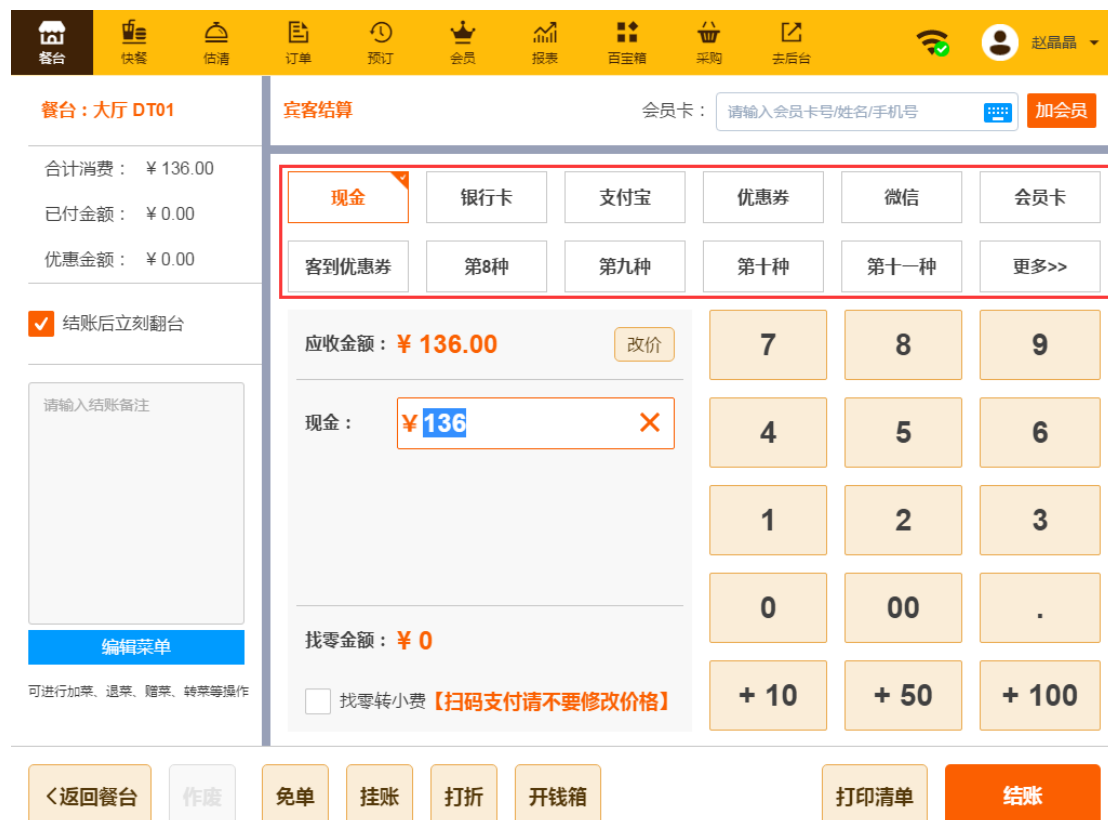 餐台 快餐 估清 订单 预订 会员 报表 百宝箱 采购 去后台 赵晶晶
餐台：大厅 DT01
宾客结算 会员卡： 请输入会员卡号/姓名/手机号 加会员
合计消费： ¥ 136.00
已付金额： ¥ 0.00
优惠金额： ¥ 0.00
结账后立刻翻台
请输入结账备注
编辑菜单
可进行加菜、退菜、赠菜、转菜等操作
现金 银行卡 支付宝 优惠券 微信 会员卡
客到优惠券 第8种 第九种 第十种 第十一种 更多>>
应收金额：¥ 136.00 改价
现金： ¥ 136
找零金额：¥ 0
找零转小费【扫码支付请不要修改价格】
7 8 9
4 5 6
1 2 3
0 00 .
+ 10 + 50 + 100
<返回餐台 作废 免单 挂账 打折 开钱箱 打印清单 结账